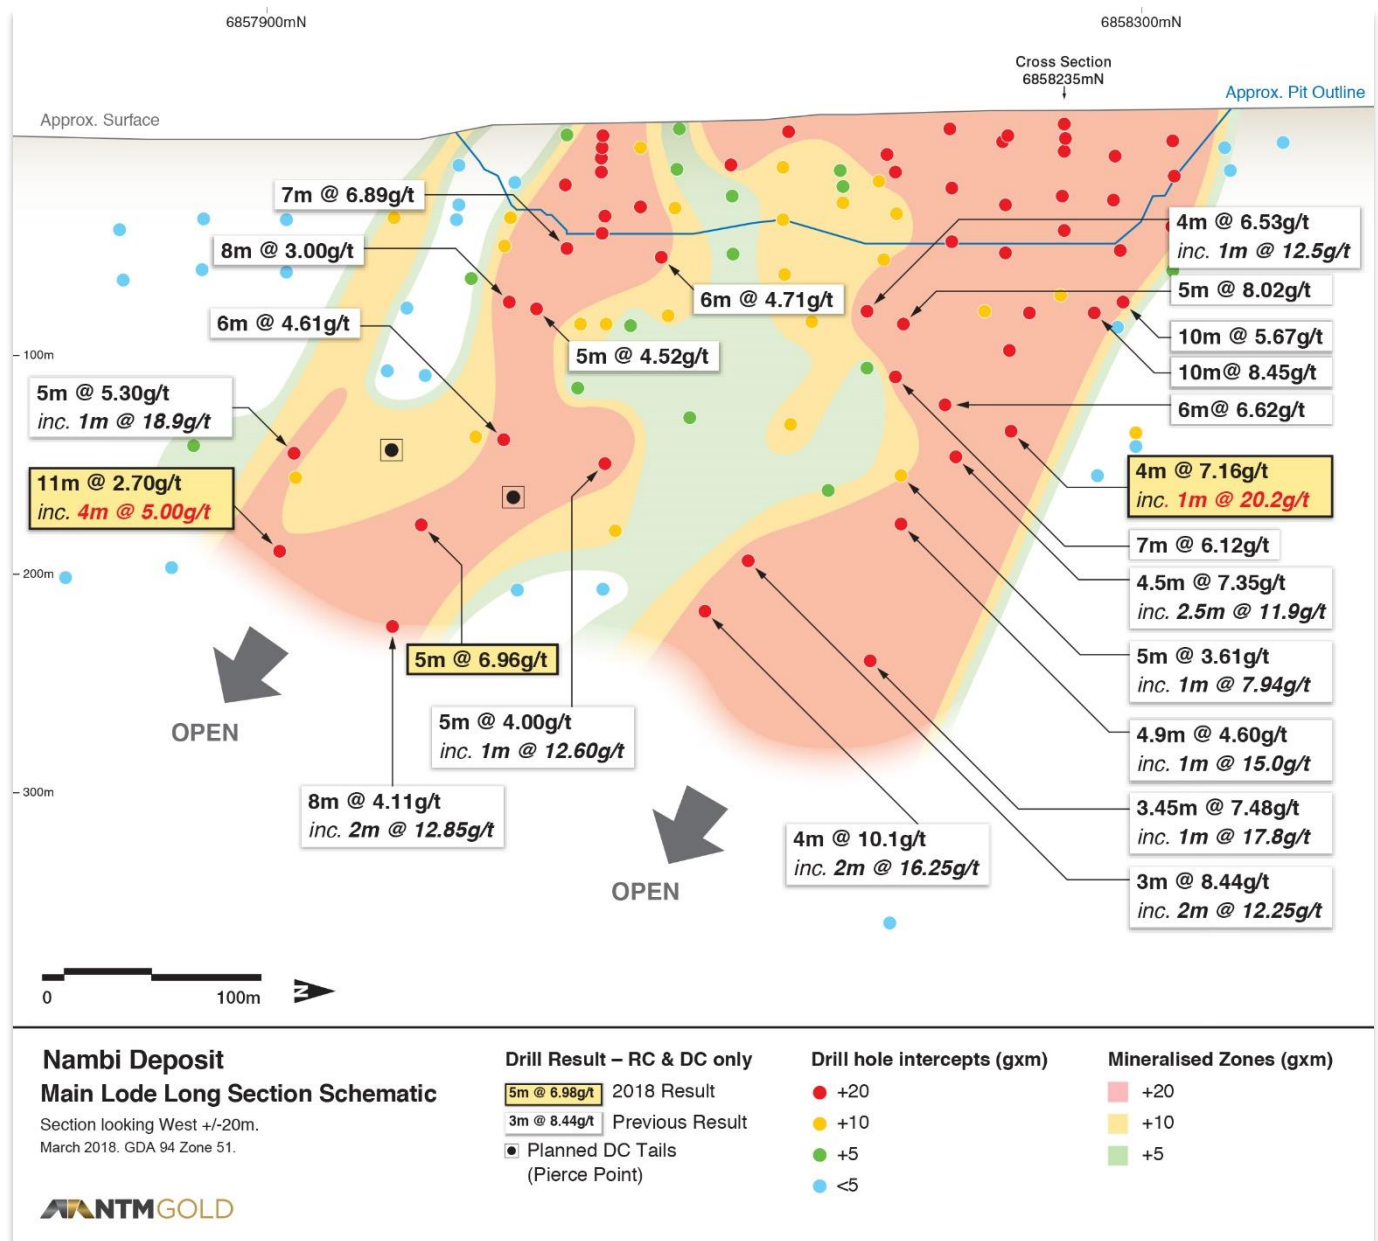 6857900mN
6858300mN
Cross Section
6858235mN
Approx. Surface
Approx. Pit Outline
7m @ 6.89g/t
4m @ 6.53g/t
inc. 1m @ 12.5g/t
8m @ 3.00g/t
5m @ 8.02g/t
6m @ 4.71g/t
6m @ 4.61g/t
10m @ 5.67g/t
5m @ 4.52g/t
100m
10m@ 8.45g/t
5m @ 5.30g/t
inc. 1m @ 18.9g/t
6m@ 6.62g/t
11m @ 2.70g/t
inc. 4m @ 5.00g/t
4m @ 7.16g/t
inc. 1m @ 20.2g/t
7m @ 6.12g/t
200m
4.5m @ 7.35g/t
inc. 2.5m @ 11.9g/t
5m @ 6.96g/t
5m @ 3.61g/t
inc. 1m @ 7.94g/t
OPEN
5m @ 4.00g/t
inc. 1m @ 12.60g/t
4.9m @ 4.60g/t
inc. 1m @ 15.0g/t
300m
8m @ 4.11g/t
inc. 2m @ 12.85g/t
3.45m @ 7.48g/t
inc. 1m @ 17.8g/t
4m @ 10.1g/t
inc. 2m @ 16.25g/t
OPEN
3m @ 8.44g/t
inc. 2m @ 12.25g/t
0
100m
N
Nambi Deposit
Main Lode Long Section Schematic
Section looking West +/-20m.
March 2018. GDA 94 Zone 51.
NTMGOLD
Drill Result – RC & DC only
5m @ 6.98g/t 2018 Result
3m @ 8.44g/t Previous Result
Planned DC Tails
(Pierce Point)
Drill hole intercepts (gxm)
+20
+10
+5
<5
Mineralised Zones (gxm)
+20
+10
+5